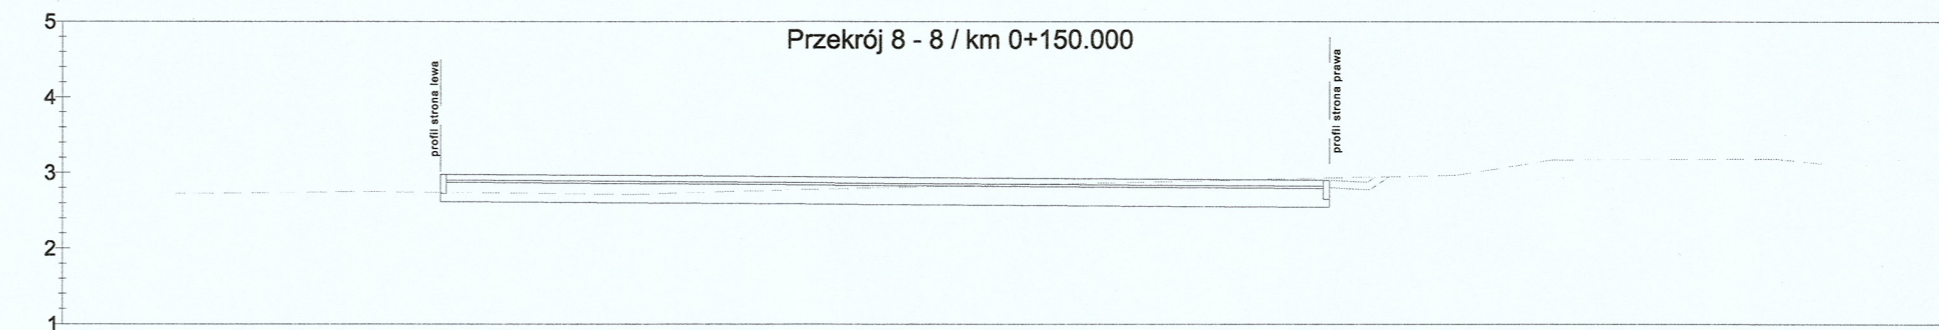 5
Przekrój 8 - 8 / km 0+150.000
profil strona lewa
profil strona prawa
4
3
2
1